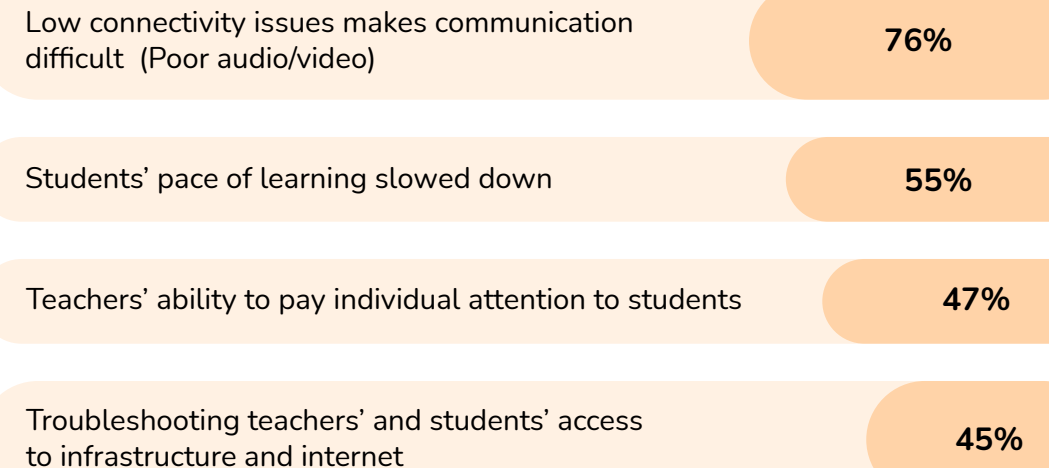 Low connectivity issues makes communication
difficult  (Poor audio/video)
76%
Students’ pace of learning slowed down
55%
Teachers’ ability to pay individual attention to students
47%
Troubleshooting teachers’ and students’ access
to infrastructure and internet
45%